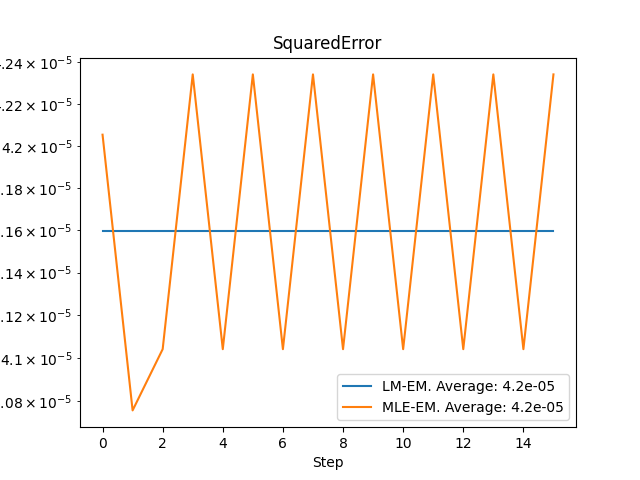 SquaredError
.24 × 10⁻⁵
.22 × 10⁻⁵
4.2 × 10⁻⁵
.18 × 10⁻⁵
.16 × 10⁻⁵
.14 × 10⁻⁵
.12 × 10⁻⁵
4.1 × 10⁻⁵
.08 × 10⁻⁵
LM-EM. Average: 4.2e-05
MLE-EM. Average: 4.2e-05
0 2 4 6 8 10 12 14
Step